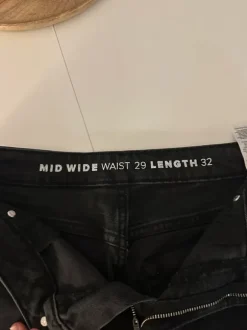 MID WIDE WAIST 29 LENGTH 32